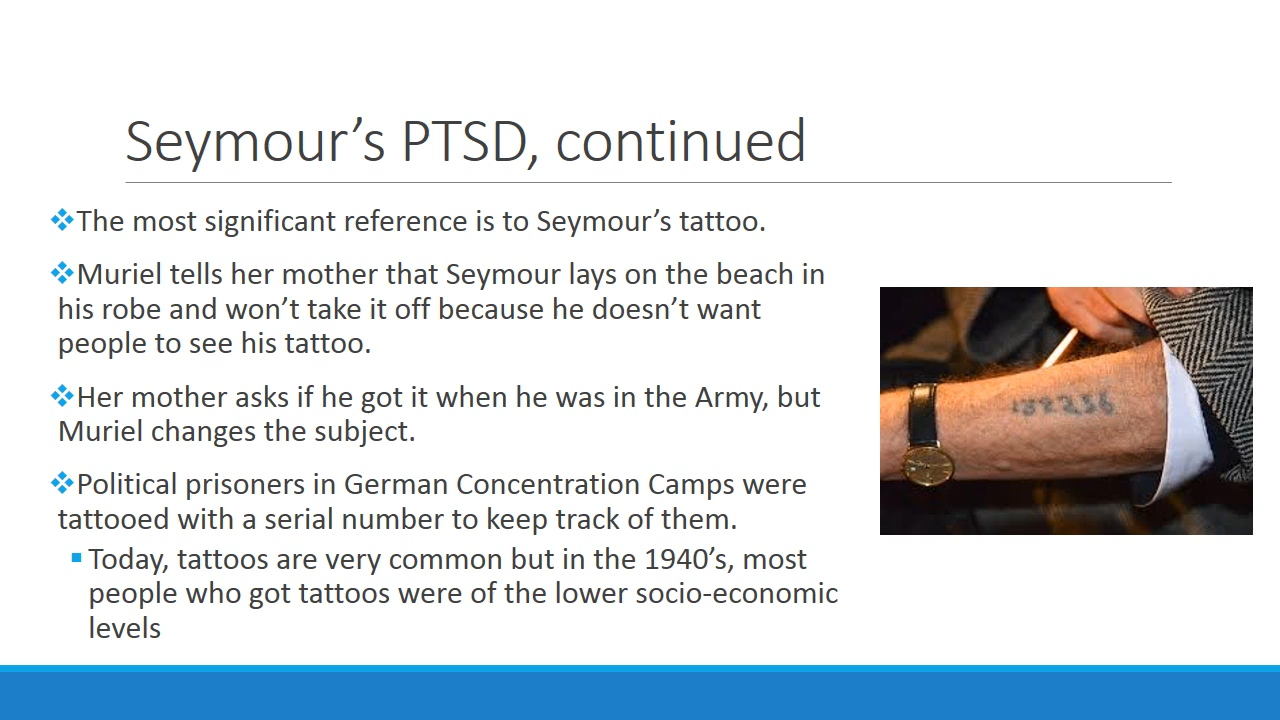 Seymour’s PTSD, continued
❖The most significant reference is to Seymour’s tattoo.
❖Muriel tells her mother that Seymour lays on the beach in
his robe and won’t take it off because he doesn’t want
people to see his tattoo.
❖Her mother asks if he got it when he was in the Army, but
Muriel changes the subject.
❖Political prisoners in German Concentration Camps were
tattooed with a serial number to keep track of them.
▪Today, tattoos are very common but in the 1940’s, most
people who got tattoos were of the lower socio-economic
levels